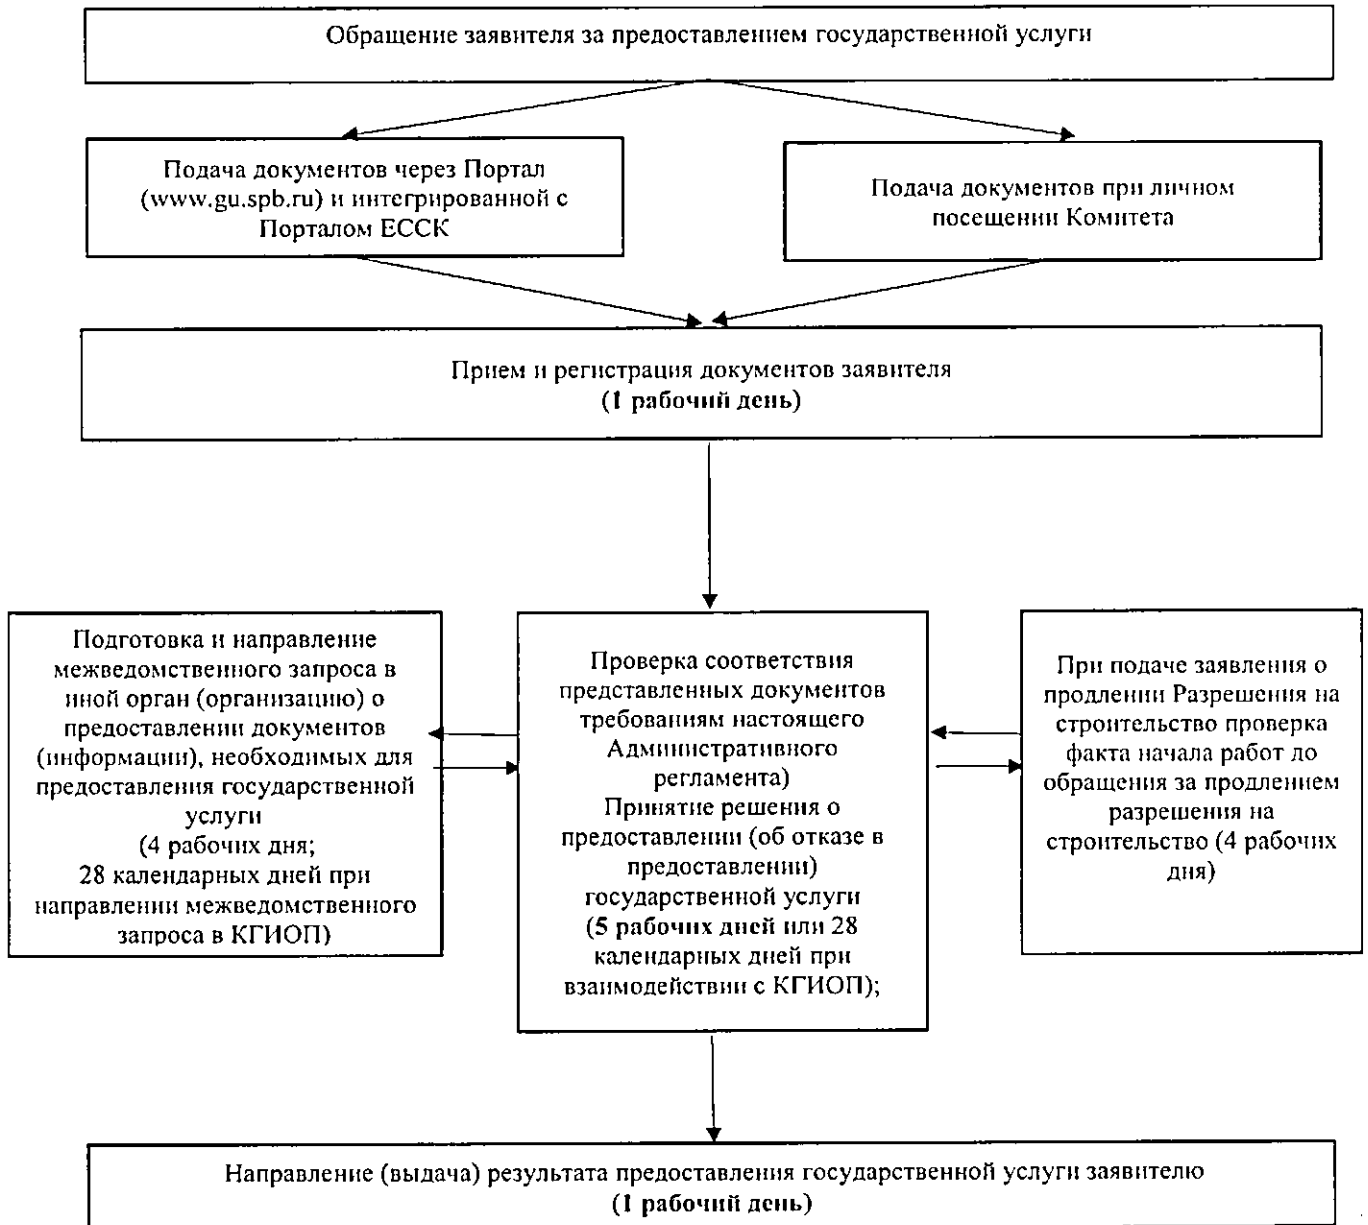 Обращение заявителя за предоставлением государственной услуги
Подача документов через Портал
(www.gu.spb.ru) и интегрированной с
Порталом ЕССК
Подача документов при личном
посещении Комитета
Прием и регистрация документов заявителя
(1 рабочий день)
Подготовка и направление
межведомственного запроса в
иной орган (организацию) о
предоставлении документов
(информации), необходимых для
предоставления государственной
услуги
(4 рабочих дня;
28 календарных дней при
направлении межведомственного
запроса в КГИОП)
Проверка соответствия
представленных документов
требованиям настоящего
Административного
регламента)
Принятие решения о
предоставлении (об отказе в
предоставлении)
государственной услуги
(5 рабочих дней или 28
календарных дней при
взаимодействии с КГИОП);
При подаче заявления о
продлении Разрешения на
строительство проверка
факта начала работ до
обращения за продлением
разрешения на
строительство (4 рабочих
дня)
Направление (выдача) результата предоставления государственной услуги заявителю
(1 рабочий день)